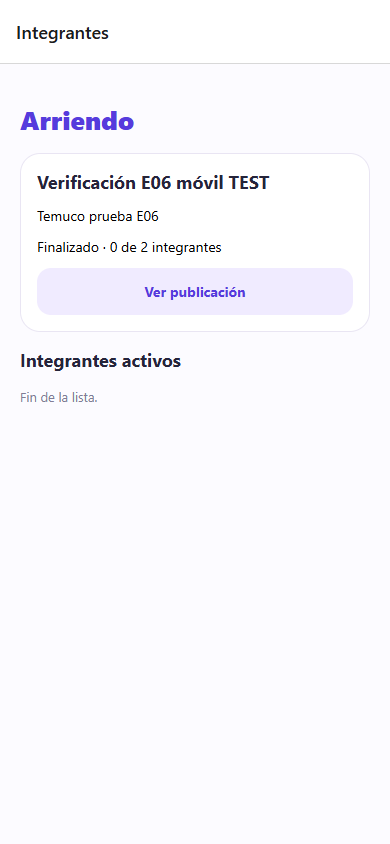 Integrantes
Arriendo
Verificación E06 móvil TEST
Temuco prueba E06
Finalizado · 0 de 2 integrantes
Ver publicación
Integrantes activos
Fin de la lista.